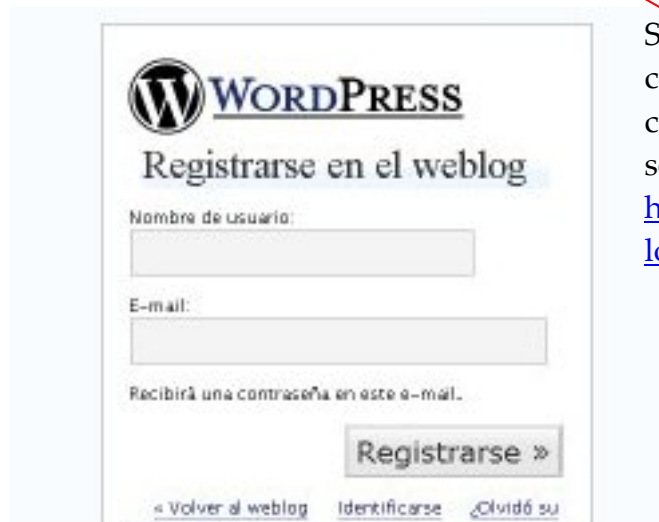 WORDPRESS
Registrarse en el weblog
Nombre de usuario:
E-mail:
Recibirá una contraseña en este e-mail.
Registrarse »
« Volver al weblog Identificarse ¿Olvidó su